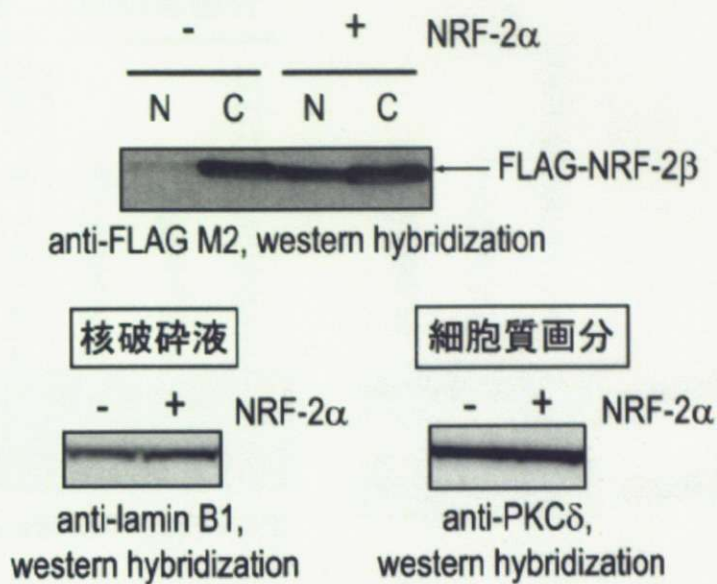 - + NRF-2α
N C N C
FLAG-NRF-2β
anti-FLAG M2, western hybridization
核破砕液
- + NRF-2α
anti-lamin B1,
western hybridization
細胞質画分
- + NRF-2α
anti-PKCδ,
western hybridization